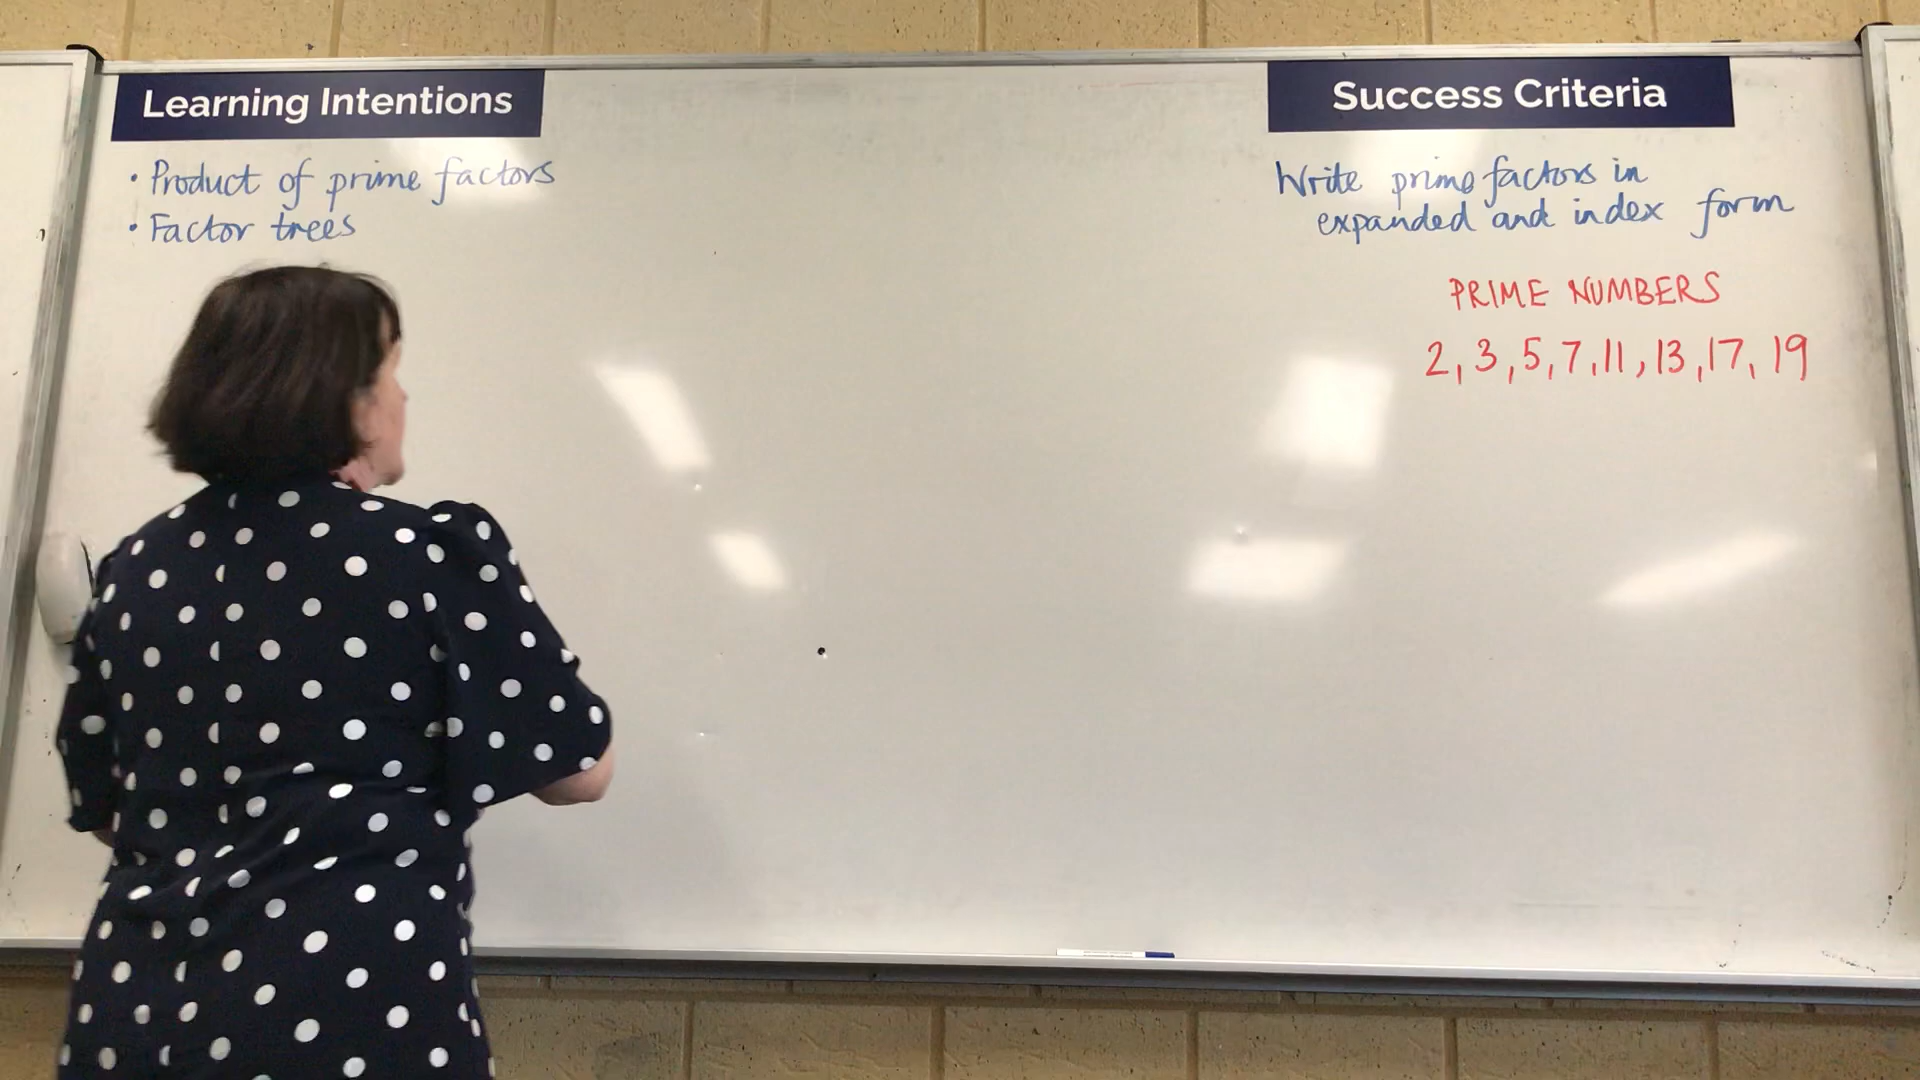 Learning Intentions
• Product of prime factors
• Factor trees
Success Criteria
Write prime factors in
expanded and index form
PRIME NUMBERS
2, 3, 5, 7, 11, 13, 17, 19